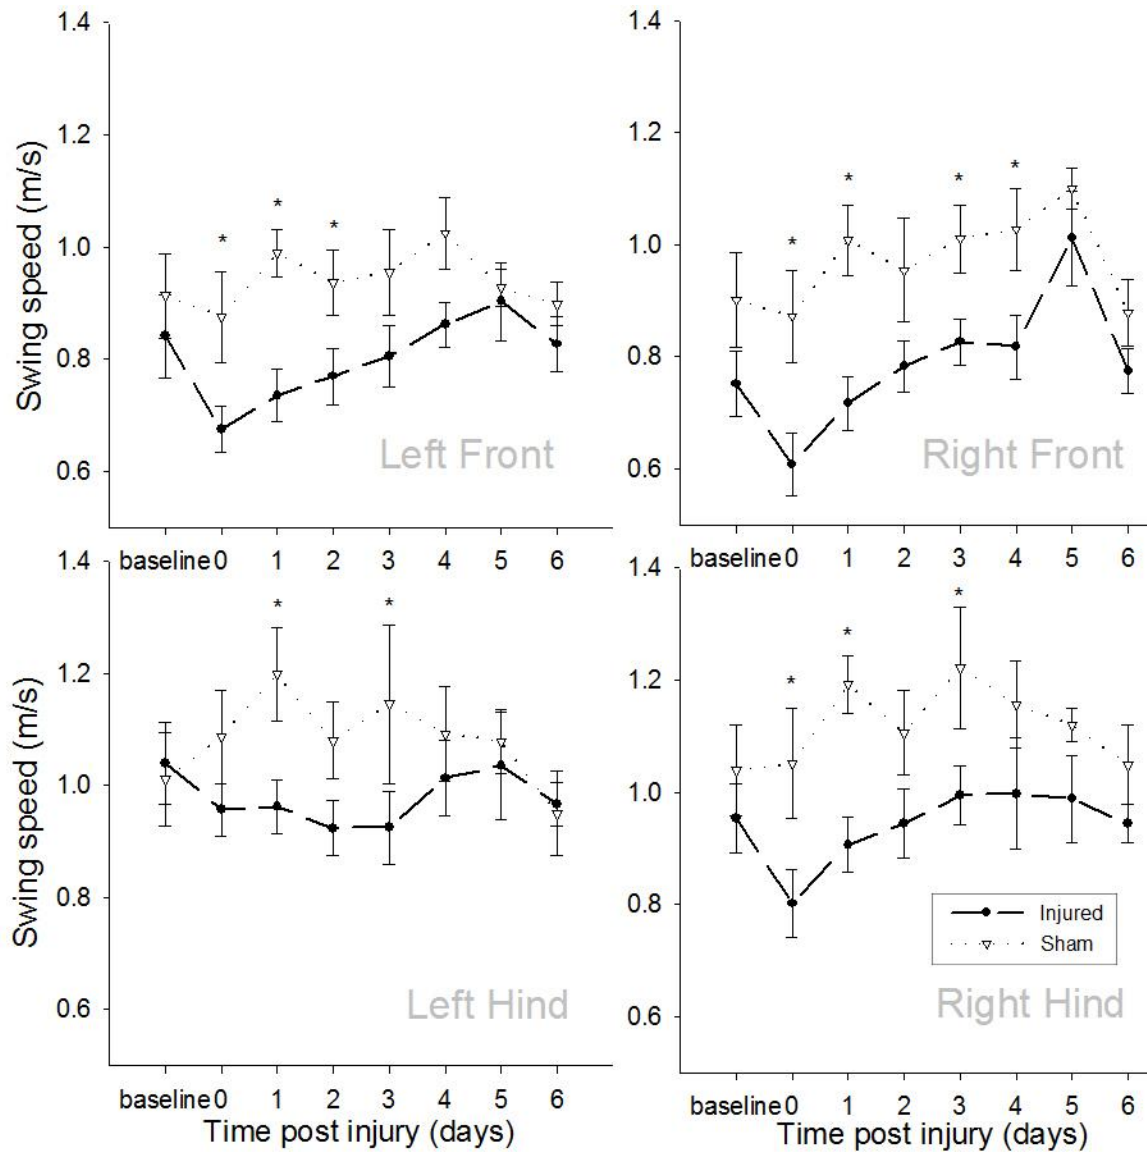 1.4
1.2
1.0
0.8
0.6
Swing speed (m/s)
* * *
Left Front
baseline 0 1 2 3 4 5 6
1.4
1.2
1.0
0.8
0.6
* * * *
Right Front
baseline 0 1 2 3 4 5 6
1.4
1.2
1.0
0.8
0.6
Swing speed (m/s)
* *
Left Hind
baseline 0 1 2 3 4 5 6
Time post injury (days)
1.4
1.2
1.0
0.8
0.6
* * *
Injured
Sham
Right Hind
baseline 0 1 2 3 4 5 6
Time post injury (days)